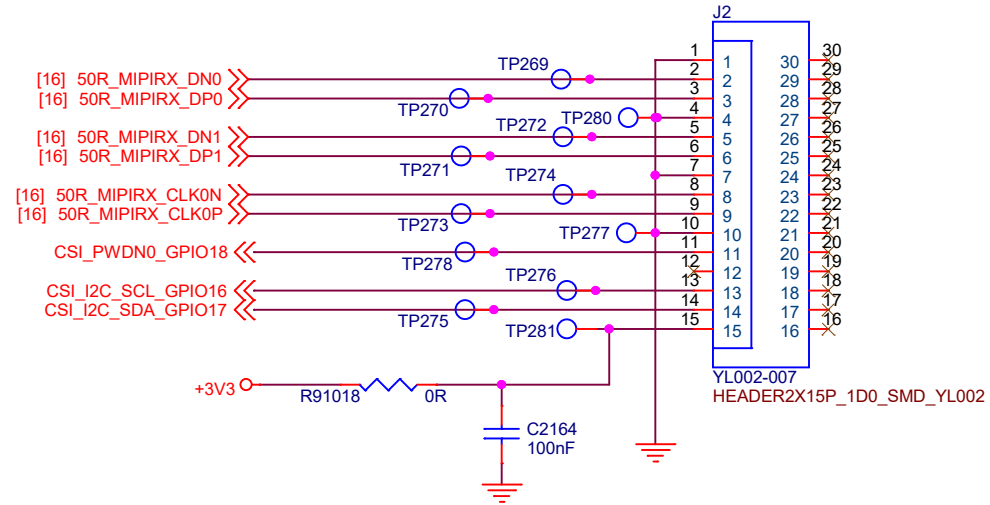 J2
1 1 30 30
[16] 50R_MIPIRX_DN0 TP269 2 2 29 29
[16] 50R_MIPIRX_DP0 TP270 3 3 28 28
TP280 4 4 27 27
[16] 50R_MIPIRX_DN1 TP272 5 5 26 26
[16] 50R_MIPIRX_DP1 TP271 6 6 25 25
7 7 24 24
[16] 50R_MIPIRX_CLK0N TP274 8 8 23 23
[16] 50R_MIPIRX_CLK0P TP273 9 9 22 22
TP277 10 10 21 21
CSI_PWDN0_GPIO18 TP278 11 11 20 20
12 12 19 19
CSI_I2C_SCL_GPIO16 TP276 13 13 18 18
CSI_I2C_SDA_GPIO17 TP275 14 14 17 17
TP281 15 15 16 16
YL002-007
+3V3 R91018 0R
HEADER2X15P_1D0_SMD_YL002
C2164
100nF